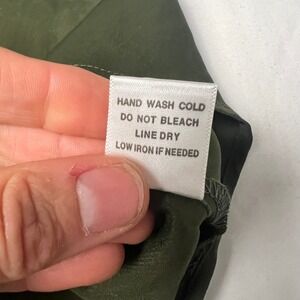 HAND WASH COLD
DO NOT BLEACH
LINE DRY
LOW IRON IF NEEDED